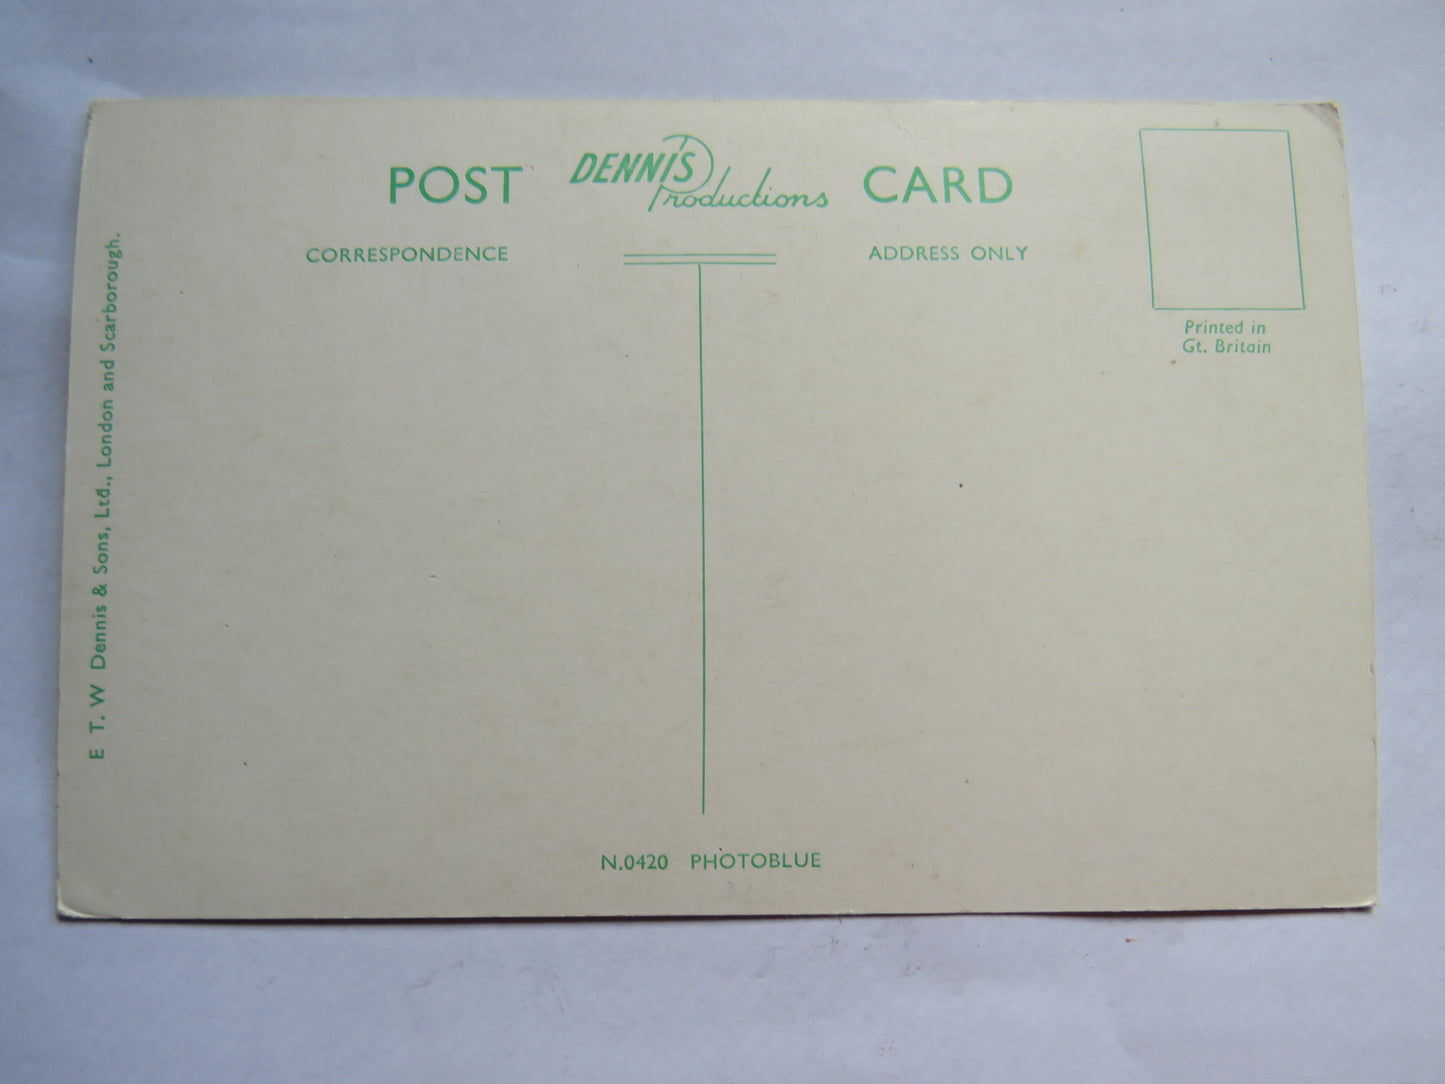 POST DENNIS Productions CARD
CORRESPONDENCE
ADDRESS ONLY
Printed in
Gt. Britain
E T. W Dennis & Sons, Ltd., London and Scarborough.
N.0420 PHOTOBLUE